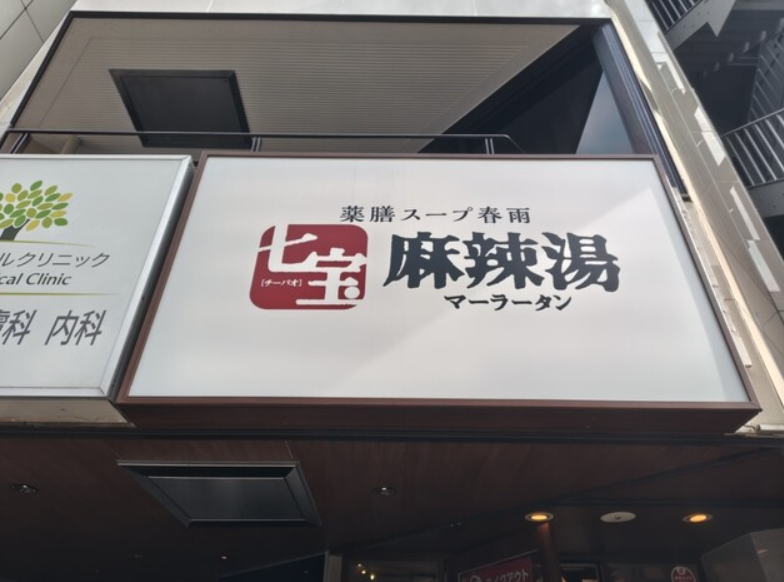 薬膳スープ春雨
七宝
[チーパオ]
麻辣湯
マーラータン
ルクリニック
cal Clinic
科 内科